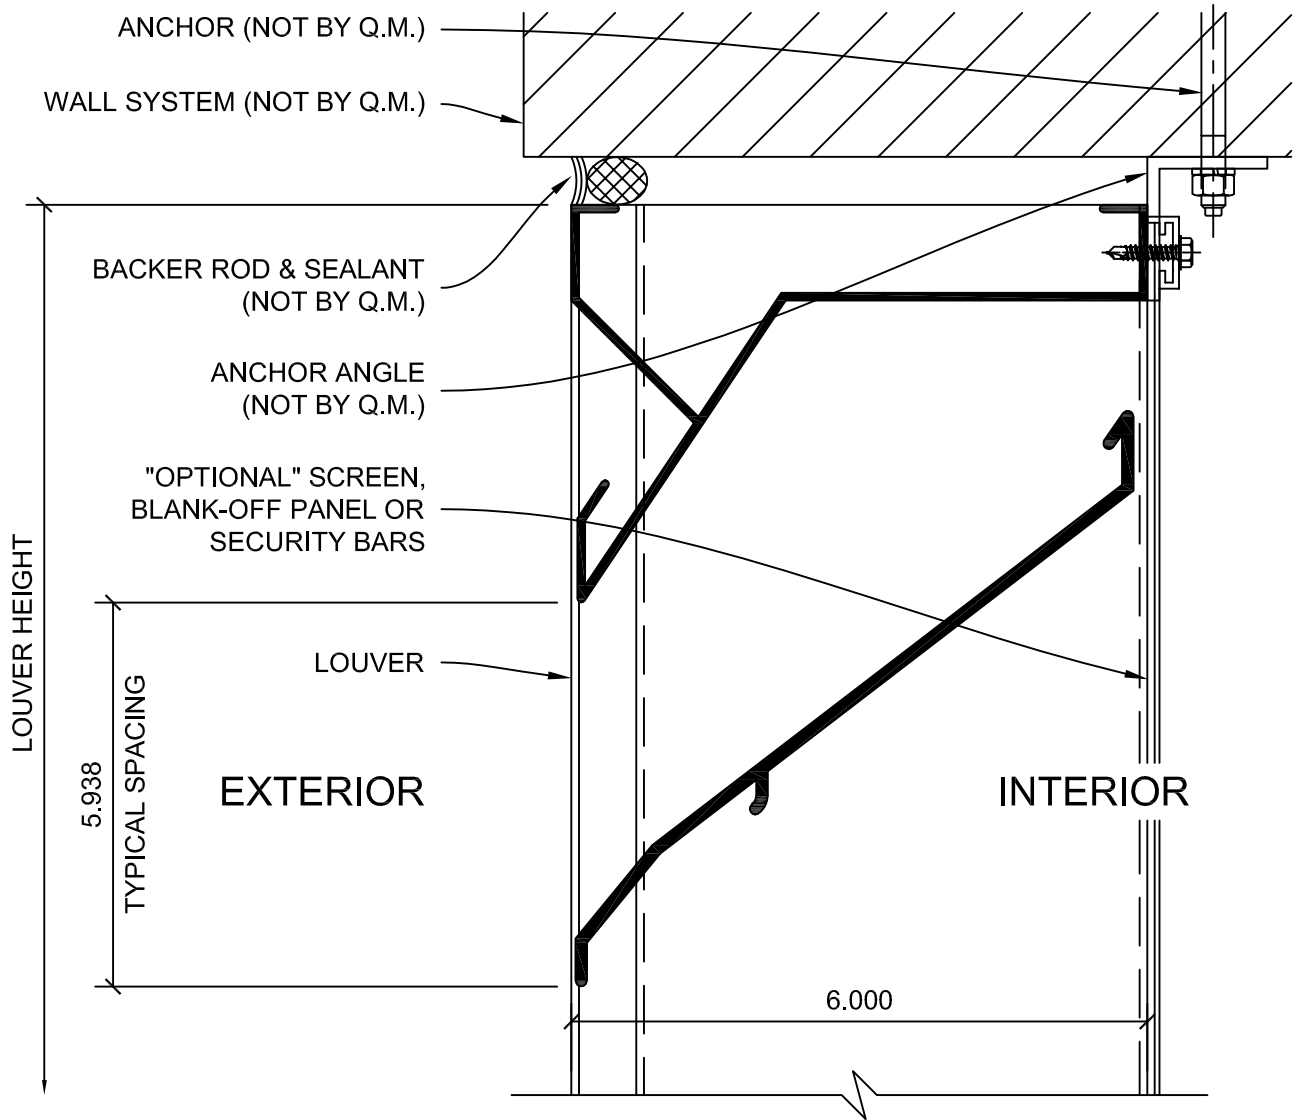 ANCHOR (NOT BY Q.M.)
WALL SYSTEM (NOT BY Q.M.)
BACKER ROD & SEALANT
(NOT BY Q.M.)
ANCHOR ANGLE
(NOT BY Q.M.)
"OPTIONAL" SCREEN,
BLANK-OFF PANEL OR
SECURITY BARS
LOUVER HEIGHT
LOUVER
5.938
TYPICAL SPACING
EXTERIOR
INTERIOR
6.000